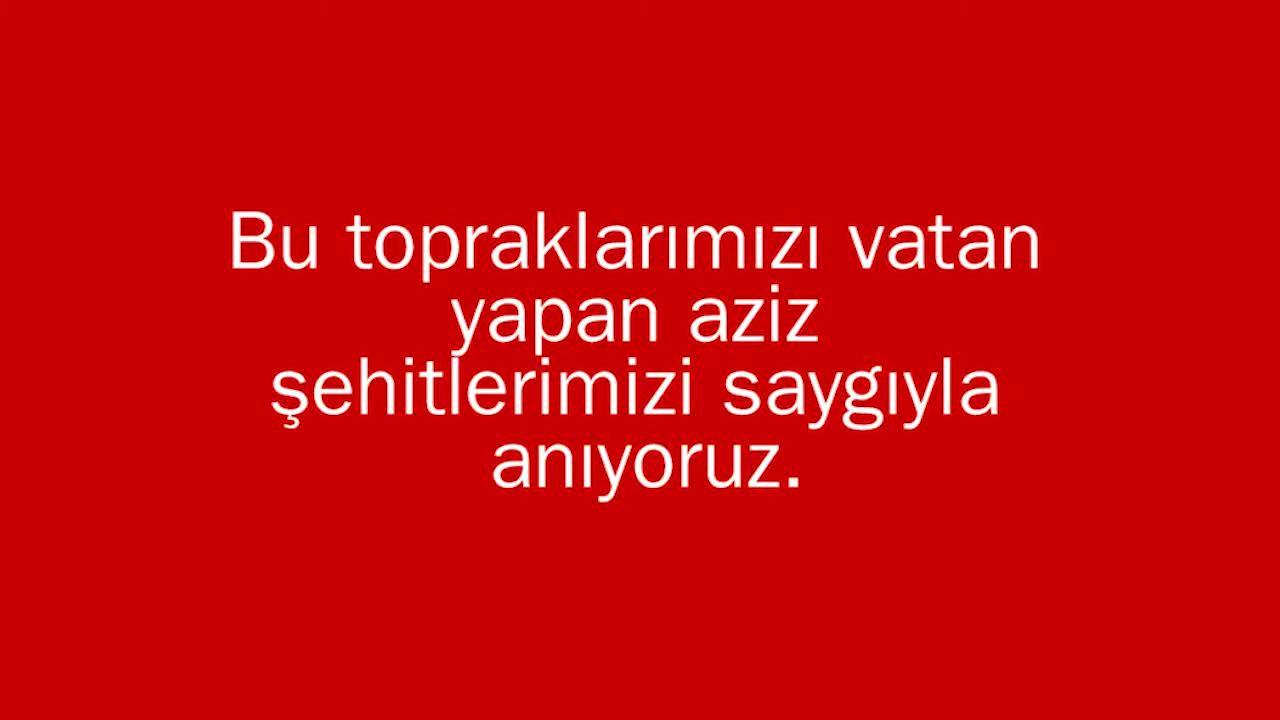 Bu topraklarımızı vatan
yapan aziz
şehitlerimizi saygıyla
anıyoruz.